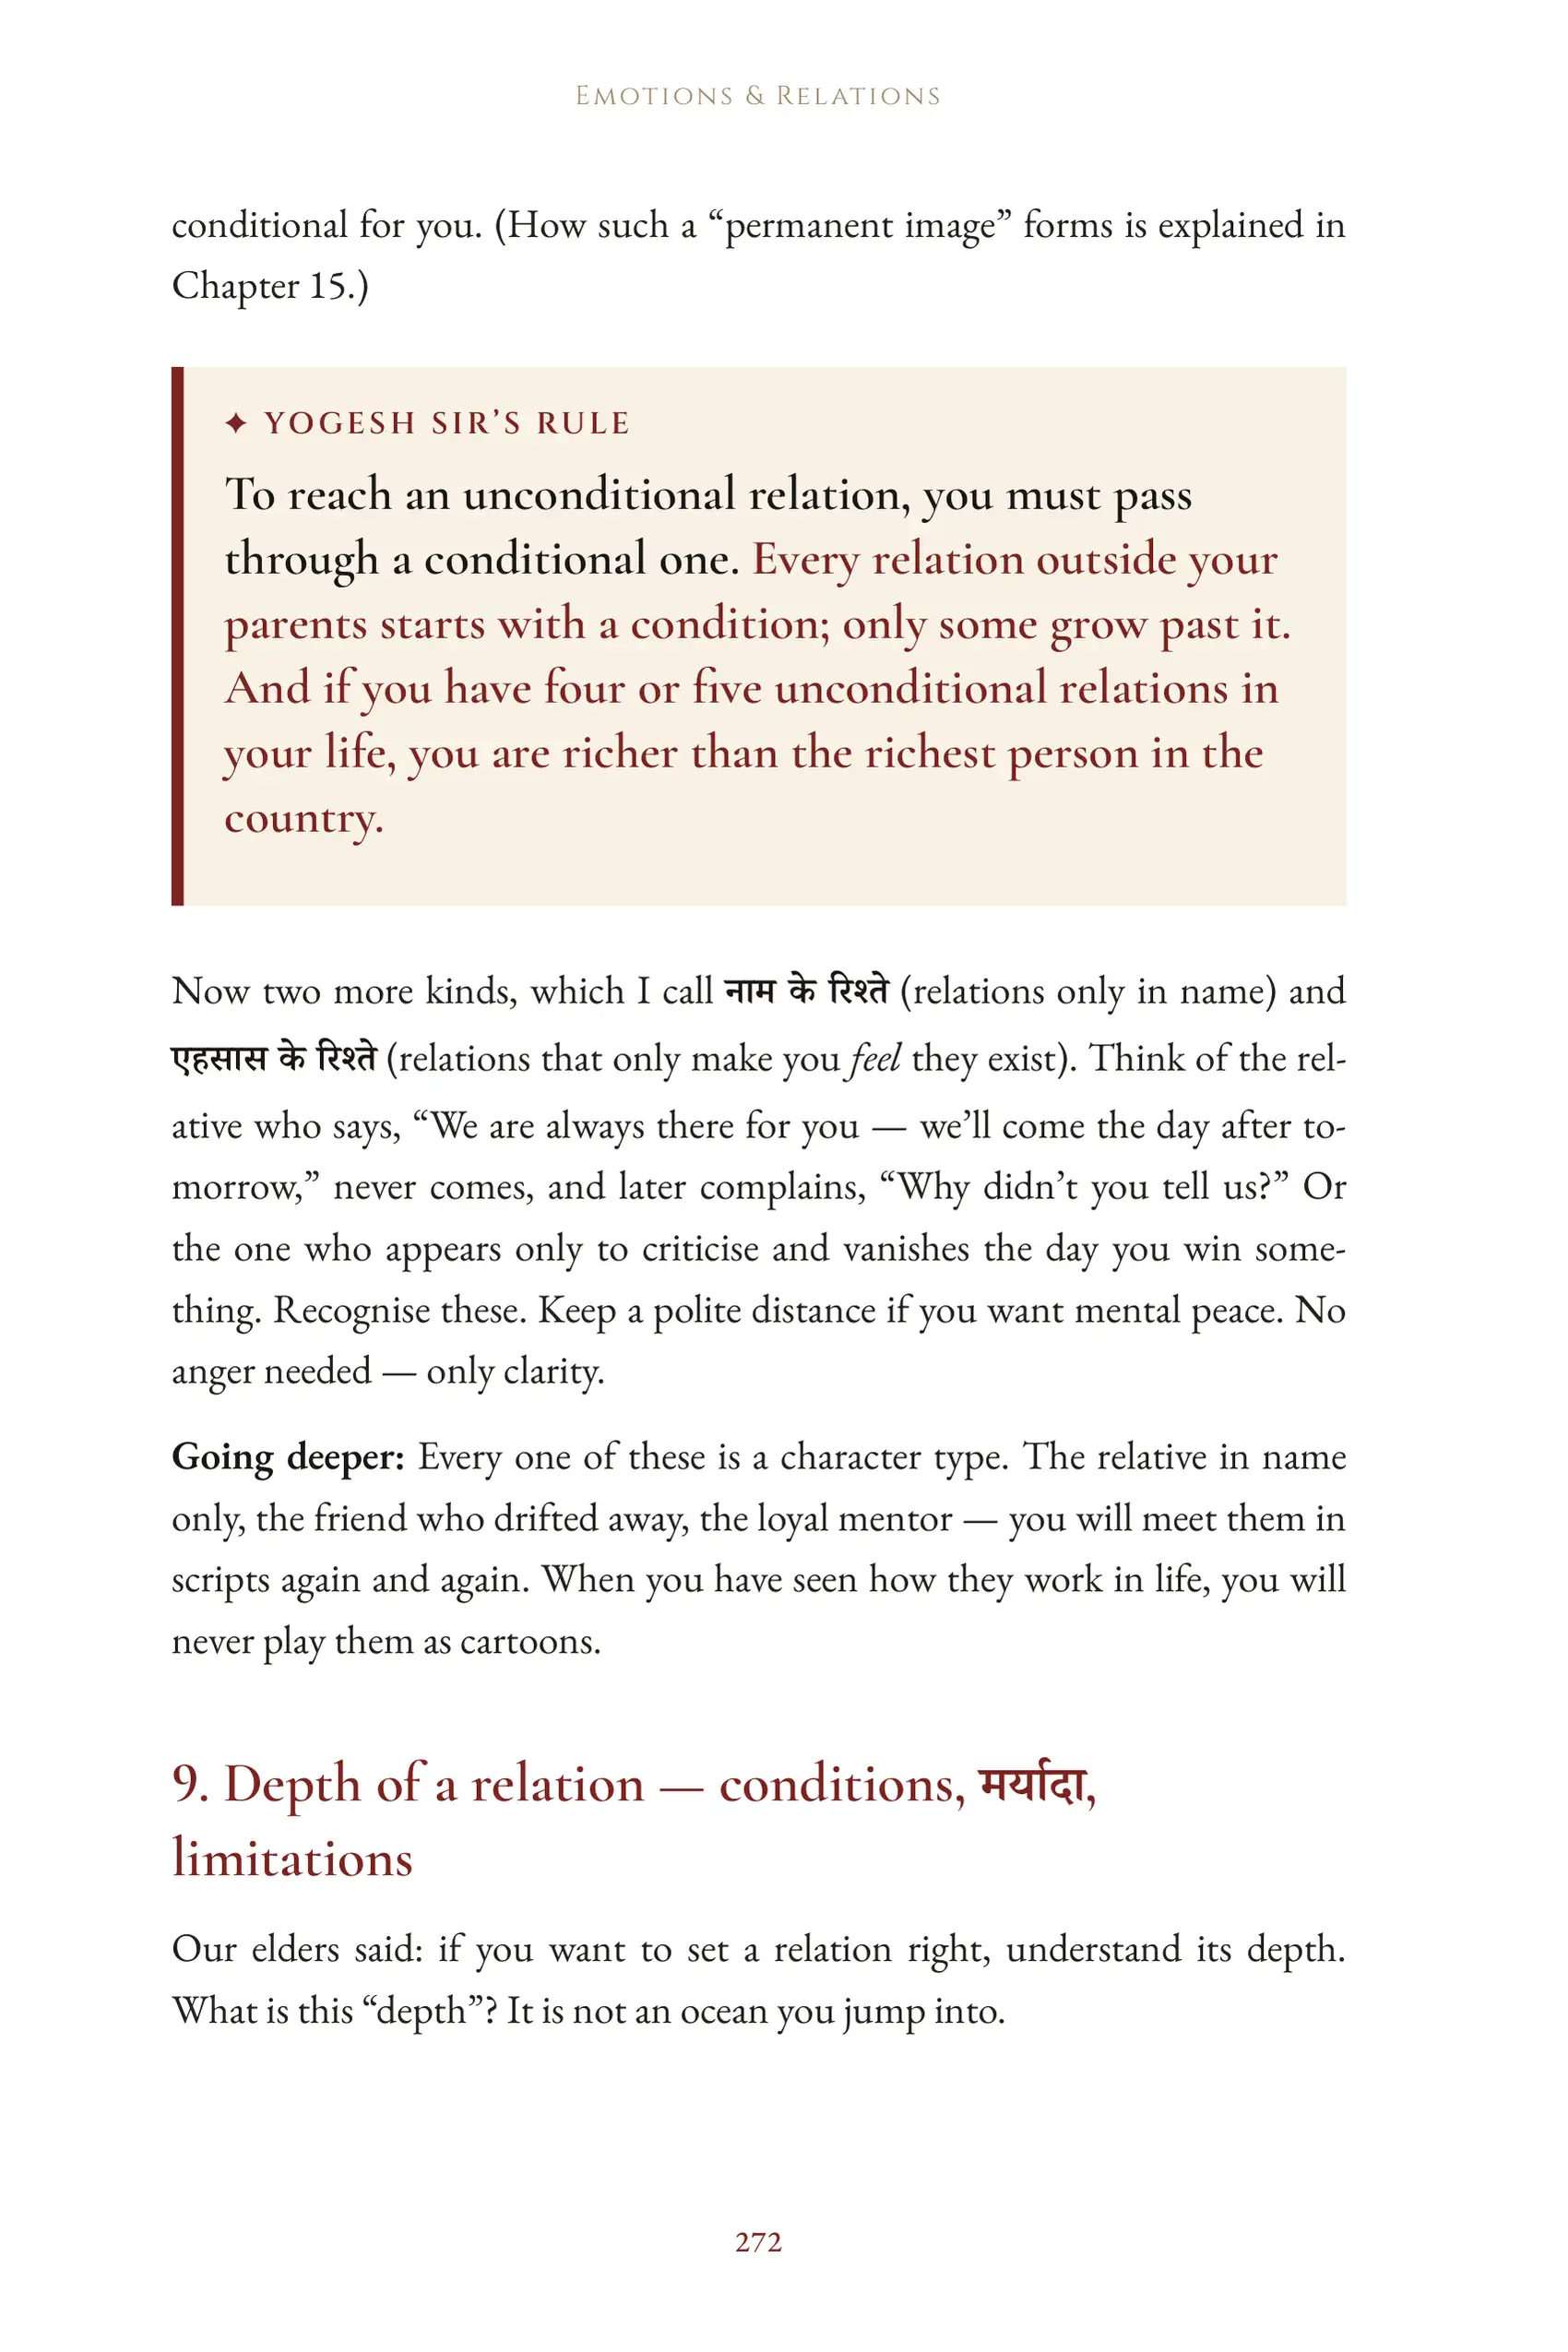 Emotions & Relations
conditional for you. (How such a “permanent image” forms is explained in
Chapter 15.)
✦ YOGESH SIR’S RULE
To reach an unconditional relation, you must pass
through a conditional one. Every relation outside your
parents starts with a condition; only some grow past it.
And if you have four or five unconditional relations in
your life, you are richer than the richest person in the
country.
Now two more kinds, which I call नाम के रिश्ते (relations only in name) and
एहसास के रिश्ते (relations that only make you feel they exist). Think of the rel-
ative who says, “We are always there for you — we’ll come the day after to-
morrow,” never comes, and later complains, “Why didn’t you tell us?” Or
the one who appears only to criticise and vanishes the day you win some-
thing. Recognise these. Keep a polite distance if you want mental peace. No
anger needed — only clarity.
Going deeper: Every one of these is a character type. The relative in name
only, the friend who drifted away, the loyal mentor — you will meet them in
scripts again and again. When you have seen how they work in life, you will
never play them as cartoons.
9. Depth of a relation — conditions, मर्यादा,
limitations
Our elders said: if you want to set a relation right, understand its depth.
What is this “depth”? It is not an ocean you jump into.
272